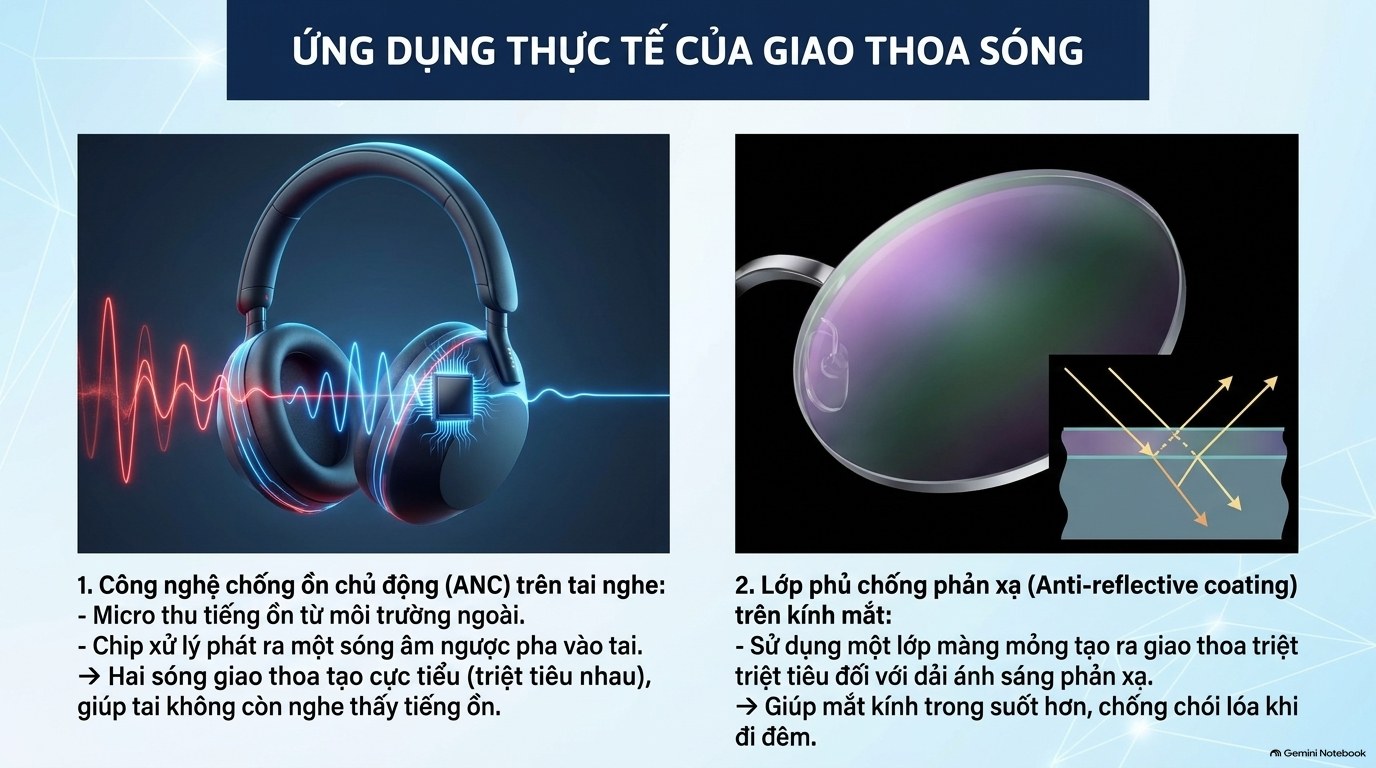 ỨNG DỤNG THỰC TẾ CỦA GIAO THOA SÓNG
1. Công nghệ chống ồn chủ động (ANC) trên tai nghe:
- Micro thu tiếng ồn từ môi trường ngoài.
- Chip xử lý phát ra một sóng âm ngược pha vào tai.
→ Hai sóng giao thoa tạo cực tiểu (triệt tiêu nhau),
giúp tai không còn nghe thấy tiếng ồn.
2. Lớp phủ chống phản xạ (Anti-reflective coating)
trên kính mắt:
- Sử dụng một lớp màng mỏng tạo ra giao thoa triệt
triệt tiêu đối với dải ánh sáng phản xạ.
→ Giúp mắt kính trong suốt hơn, chống chói lóa khi
đi đêm.
Gemini Notebook